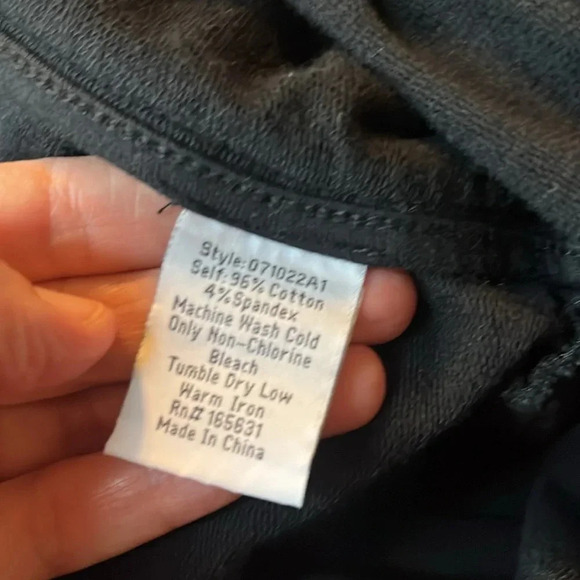 Style:071022A1
Self:96% Cotton
4%Spandex
Machine Wash Cold
Only Non-Chlorine
Bleach
Tumble Dry Low
Warm Iron
Rn# 165631
Made In China